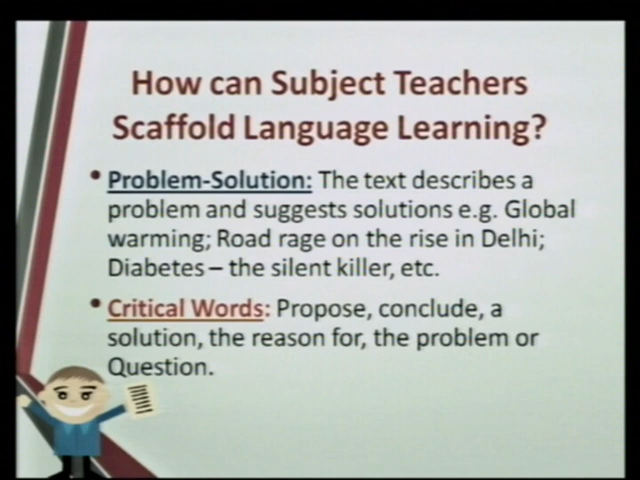 How can Subject Teachers
Scaffold Language Learning?
• Problem-Solution: The text describes a
problem and suggests solutions e.g. Global
warming; Road rage on the rise in Delhi;
Diabetes – the silent killer, etc.
• Critical Words: Propose, conclude, a
solution, the reason for, the problem or
Question.